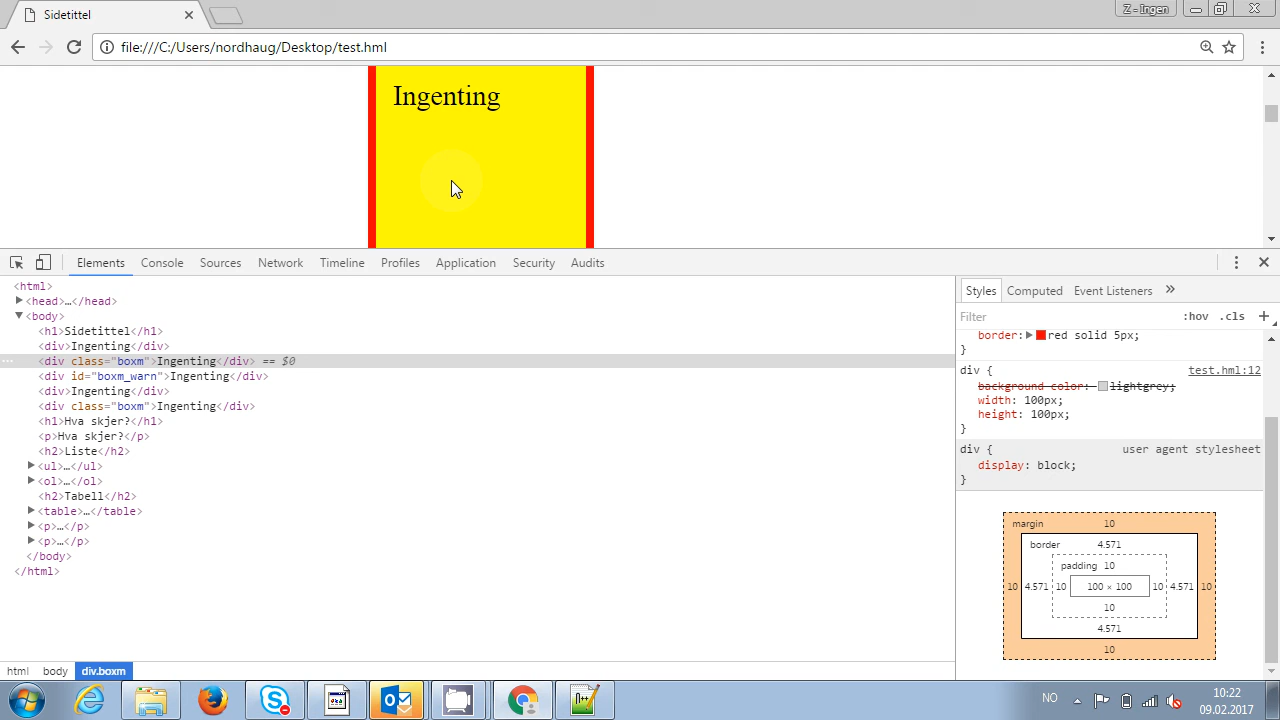 Sidetittel
Z - Ingen
file:///C:/Users/nordhaug/Desktop/test.hml
Ingenting
Elements Console Sources Network Timeline Profiles Application Security Audits
<html>
<head>…</head>
<body>
<h1>Sidetittel</h1>
<div>Ingenting</div>
<div class="boxm">Ingenting</div> == $0
<div id="boxm_warn">Ingenting</div>
<div>Ingenting</div>
<div class="boxm">Ingenting</div>
<h1>Hva skjer?</h1>
<p>Hva skjer?</p>
<h2>Liste</h2>
<ul>…</ul>
<ol>…</ol>
<h2>Tabell</h2>
<table>…</table>
<p>…</p>
<p>…</p>
</body>
</html>
html body div.boxm
Styles Computed Event Listeners »
Filter :hov .cls +
border: red solid 5px;
}
div { test.hml:12
background-color: lightgrey;
width: 100px;
height: 100px;
}
div { user agent stylesheet
display: block;
}
margin 10
border 4.571
padding 10
10 4.571 10 100 × 100 10 4.571 10
10
4.571
10
NO
10:22
09.02.2017